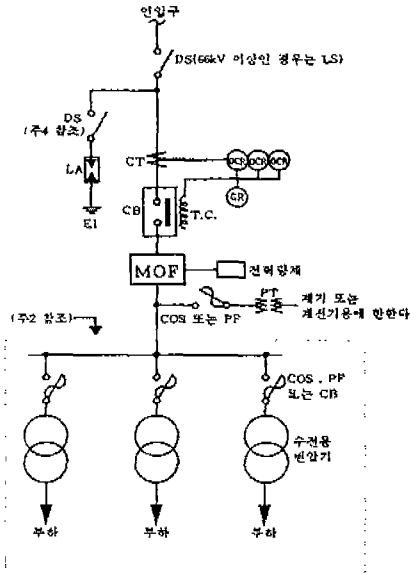 인입구
DS(66kV 이상인 경우는 LS)
DS
(주4 참조)
LA
E1
CT
OCR OCR OCR
GR
CB
T.C.
MOF
전력량계
PT
계기 또는
계전기용에 한한다
COS 또는 PF
(주2 참조)
COS . PF
또는 CB
수전용
변압기
부하
부하
부하